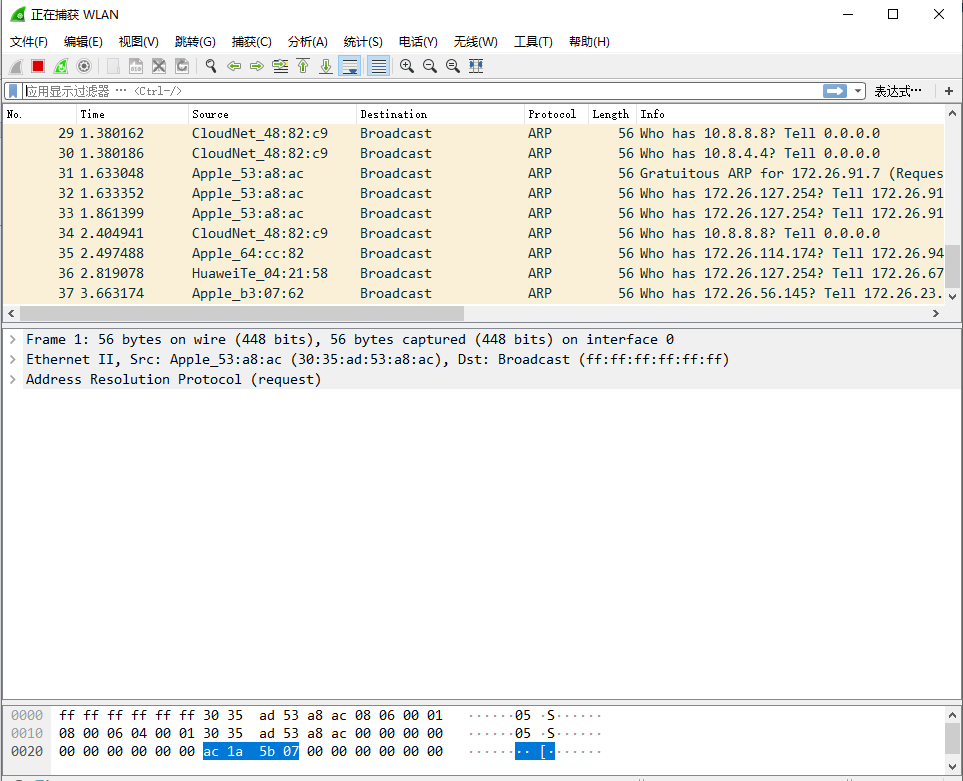 正在捕获 WLAN
文件(F) 编辑(E) 视图(V) 跳转(G) 捕获(C) 分析(A) 统计(S) 电话(Y) 无线(W) 工具(T) 帮助(H)
应用显示过滤器 … <Ctrl-/> 表达式… +
No. Time Source Destination Protocol Length Info
29 1.380162 CloudNet_48:82:c9 Broadcast ARP 56 Who has 10.8.8.8? Tell 0.0.0.0
30 1.380186 CloudNet_48:82:c9 Broadcast ARP 56 Who has 10.8.4.4? Tell 0.0.0.0
31 1.633048 Apple_53:a8:ac Broadcast ARP 56 Gratuitous ARP for 172.26.91.7 (Reques
32 1.633352 Apple_53:a8:ac Broadcast ARP 56 Who has 172.26.127.254? Tell 172.26.91
33 1.861399 Apple_53:a8:ac Broadcast ARP 56 Who has 172.26.127.254? Tell 172.26.91
34 2.404941 CloudNet_48:82:c9 Broadcast ARP 56 Who has 10.8.8.8? Tell 0.0.0.0
35 2.497488 Apple_64:cc:82 Broadcast ARP 56 Who has 172.26.114.174? Tell 172.26.94
36 2.819078 HuaweiTe_04:21:58 Broadcast ARP 56 Who has 172.26.127.254? Tell 172.26.67
37 3.663174 Apple_b3:07:62 Broadcast ARP 56 Who has 172.26.56.145? Tell 172.26.23.
Frame 1: 56 bytes on wire (448 bits), 56 bytes captured (448 bits) on interface 0
Ethernet II, Src: Apple_53:a8:ac (30:35:ad:53:a8:ac), Dst: Broadcast (ff:ff:ff:ff:ff:ff)
Address Resolution Protocol (request)
0000 ff ff ff ff ff ff 30 35 ad 53 a8 ac 08 06 00 01 ······05 ·S······
0010 08 00 06 04 00 01 30 35 ad 53 a8 ac 00 00 00 00 ······05 ·S······
0020 00 00 00 00 00 00 ac 1a 5b 07 00 00 00 00 00 00 ········ [·······